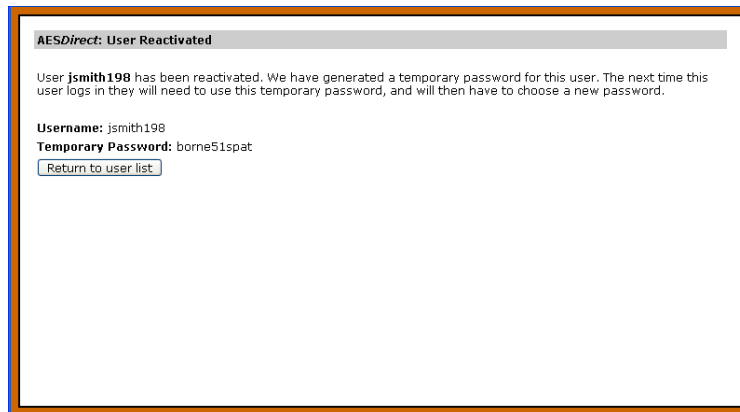 AESDirect: User Reactivated
User jsmith198 has been reactivated. We have generated a temporary password for this user. The next time this
user logs in they will need to use this temporary password, and will then have to choose a new password.
Username: jsmith198
Temporary Password: borne51spat
Return to user list